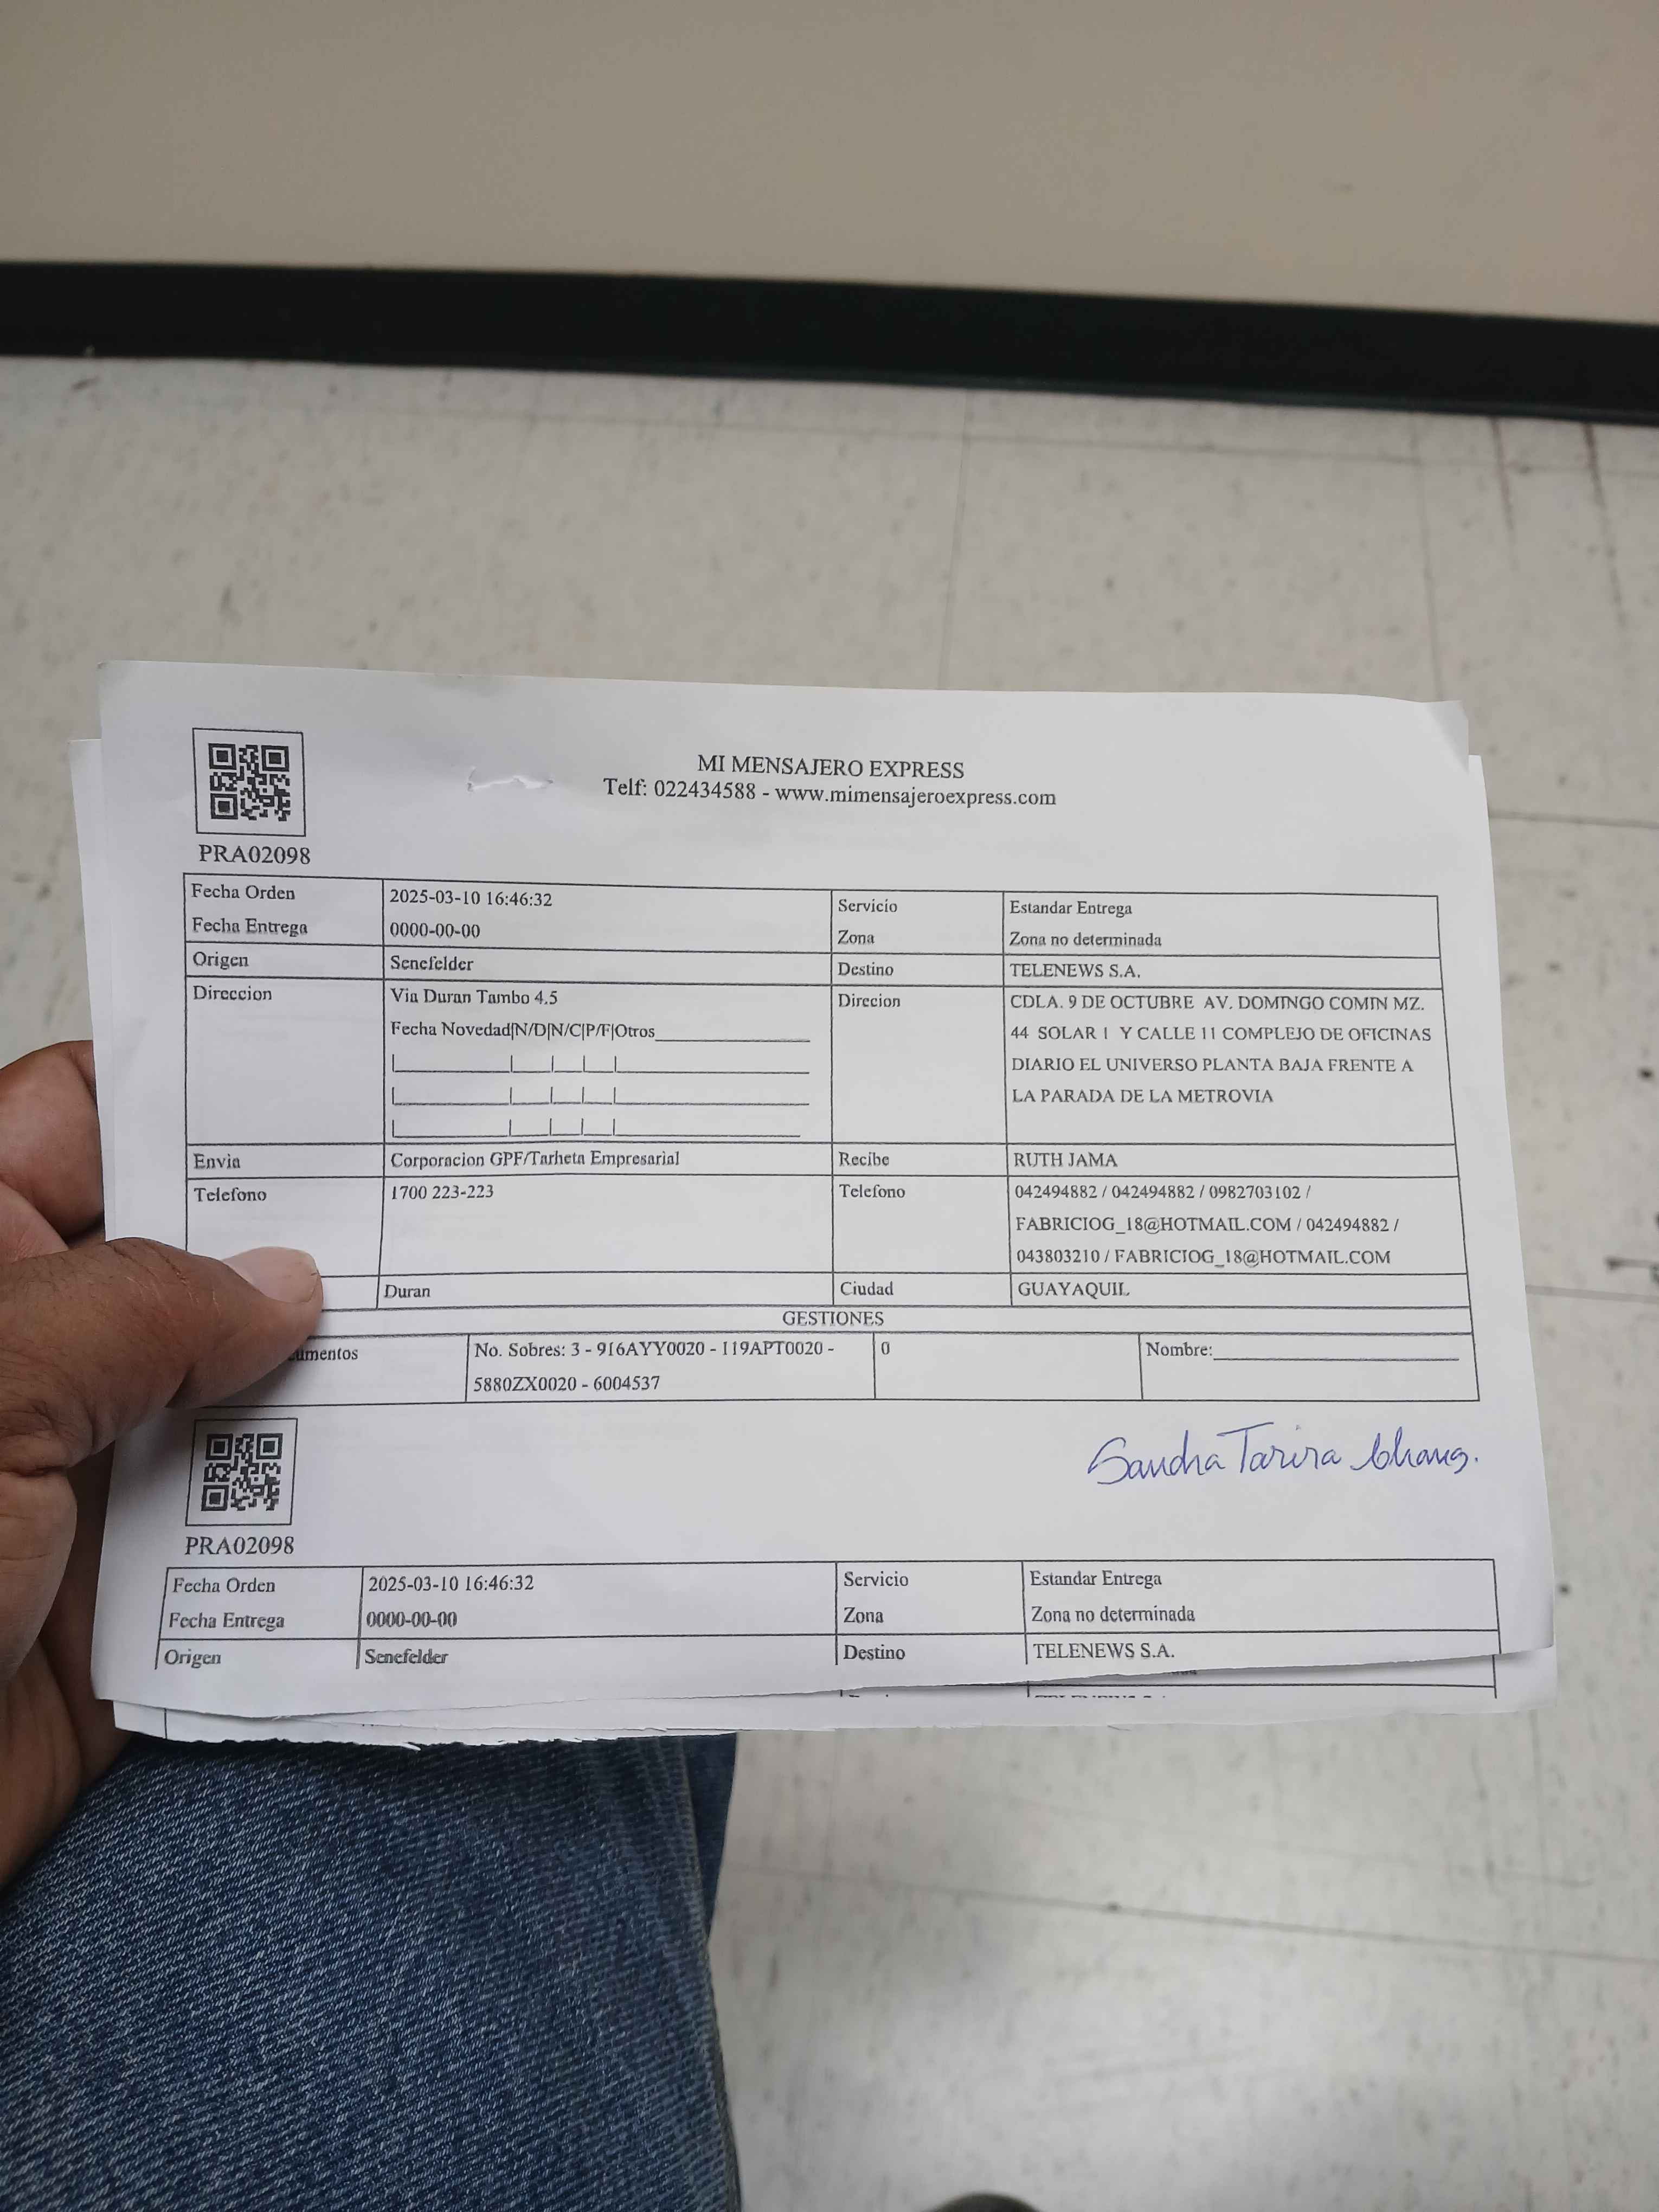 MI MENSAJERO EXPRESS
Telf: 022434588 - www.mimensajeroexpress.com
PRA02098
Fecha Orden 2025-03-10 16:46:32 Servicio Estandar Entrega
Fecha Entrega 0000-00-00 Zona Zona no determinada
Origen Senefelder Destino TELENEWS S.A.
Direccion Via Duran Tambo 4.5 Direcion CDLA. 9 DE OCTUBRE AV. DOMINGO COMIN MZ.
Fecha Novedad|N/D|N/C|P/F|Otros 44 SOLAR 1 Y CALLE 11 COMPLEJO DE OFICINAS
DIARIO EL UNIVERSO PLANTA BAJA FRENTE A
LA PARADA DE LA METROVIA
Envia Corporacion GPF/Tarheta Empresarial Recibe RUTH JAMA
Telefono 1700 223-223 Telefono 042494882 / 042494882 / 0982703102 /
FABRICIOG_18@HOTMAIL.COM / 042494882 /
043803210 / FABRICIOG_18@HOTMAIL.COM
Duran Ciudad GUAYAQUIL
GESTIONES
umentos No. Sobres: 3 - 916AYY0020 - 119APT0020 - 0 Nombre:
5880ZX0020 - 6004537
Sandra Tarira Chang.
PRA02098
Fecha Orden 2025-03-10 16:46:32 Servicio Estandar Entrega
Fecha Entrega 0000-00-00 Zona Zona no determinada
Origen Senefelder Destino TELENEWS S.A.